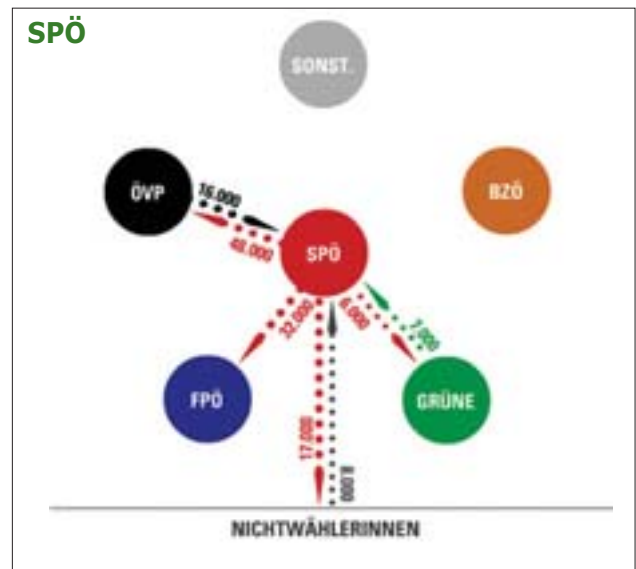 SPÖ
SONST.
ÖVP
BZÖ
16.000
48.000
SPÖ
32.000
6.000
7.000
FPÖ
GRÜNE
17.000
8.000
NICHTWÄHLERINNEN